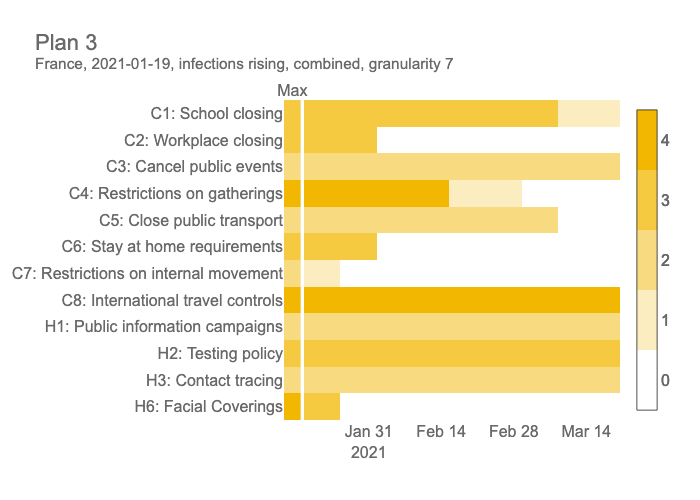 Plan 3
France, 2021-01-19, infections rising, combined, granularity 7
Max
C1: School closing
C2: Workplace closing
C3: Cancel public events
C4: Restrictions on gatherings
C5: Close public transport
C6: Stay at home requirements
C7: Restrictions on internal movement
C8: International travel controls
H1: Public information campaigns
H2: Testing policy
H3: Contact tracing
H6: Facial Coverings
4
3
2
1
0
Jan 31 Feb 14 Feb 28 Mar 14
2021